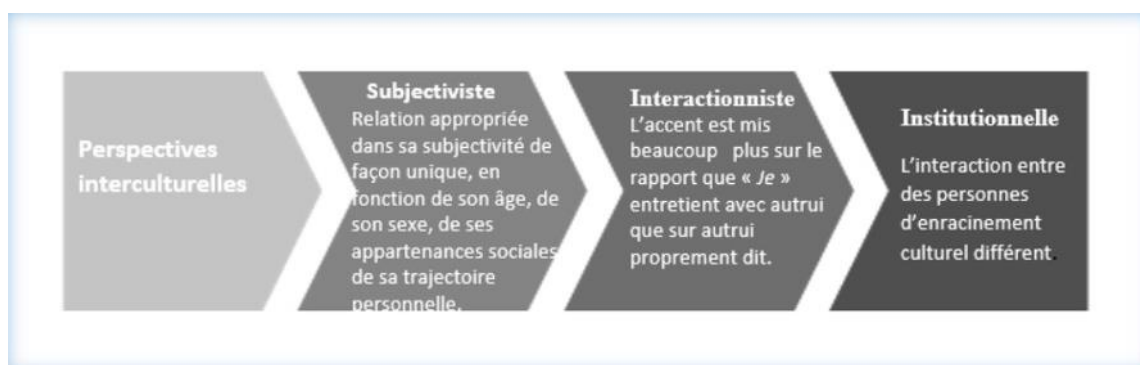 Perspectives
interculturelles
Subjectiviste
Relation appropriée
dans sa subjectivité de
façon unique, en
fonction de son âge, de
son sexe, de ses
appartenances sociales
de sa trajectoire
personnelle.
Interactionniste
L'accent est mis
beaucoup plus sur le
rapport que « Je »
entretient avec autrui
que sur autrui
proprement dit.
Institutionnelle
L'interaction entre
des personnes
d'enracinement
culturel différent.